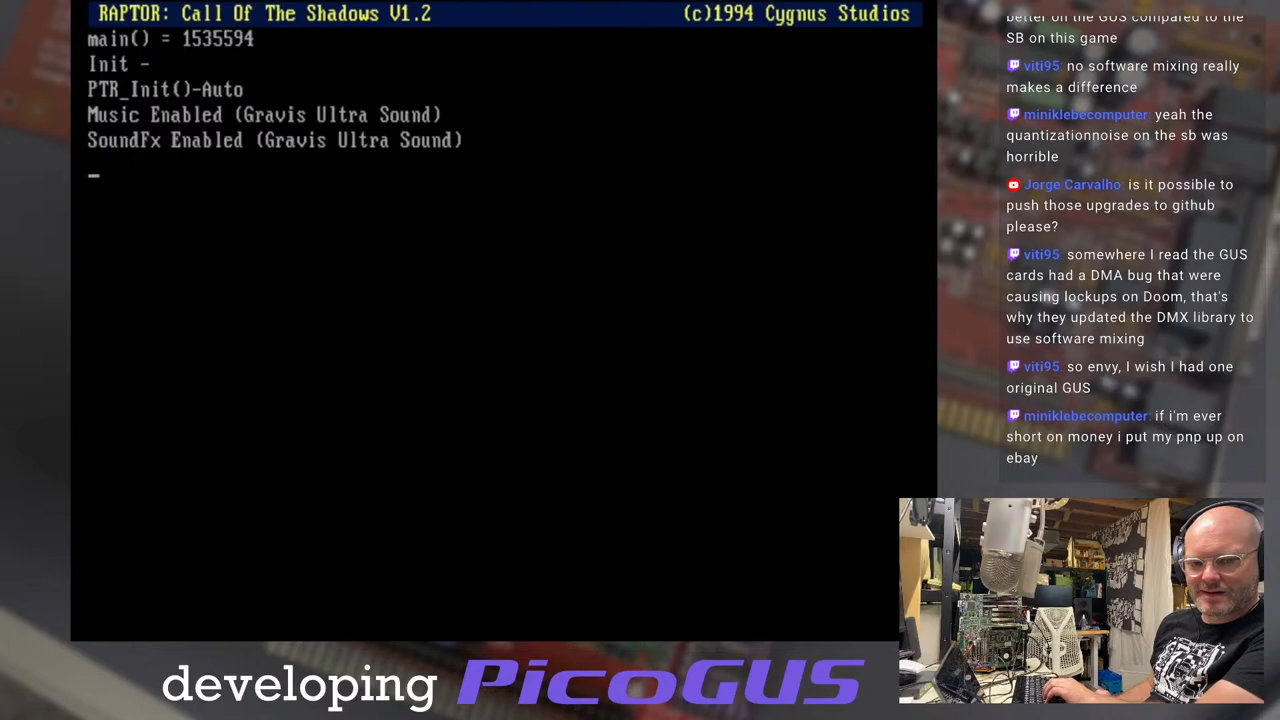 RAPTOR: Call Of The Shadows V1.2 (c)1994 Cygnus Studios
main() = 1535594
Init -
PTR_Init()-Auto
Music Enabled (Gravis Ultra Sound)
SoundFx Enabled (Gravis Ultra Sound)
better on the GUS compared to the
SB on this game
viti95: no software mixing really
makes a difference
miniklebecomputer: yeah the
quantizationnoise on the sb was
horrible
Jorge Carvalho: is it possible to
push those upgrades to github
please?
viti95: somewhere I read the GUS
cards had a DMA bug that were
causing lockups on Doom, that's
why they updated the DMX library to
use software mixing
viti95: so envy, I wish I had one
original GUS
miniklebecomputer: if i'm ever
short on money i put my pnp up on
ebay
developing PicoGUS